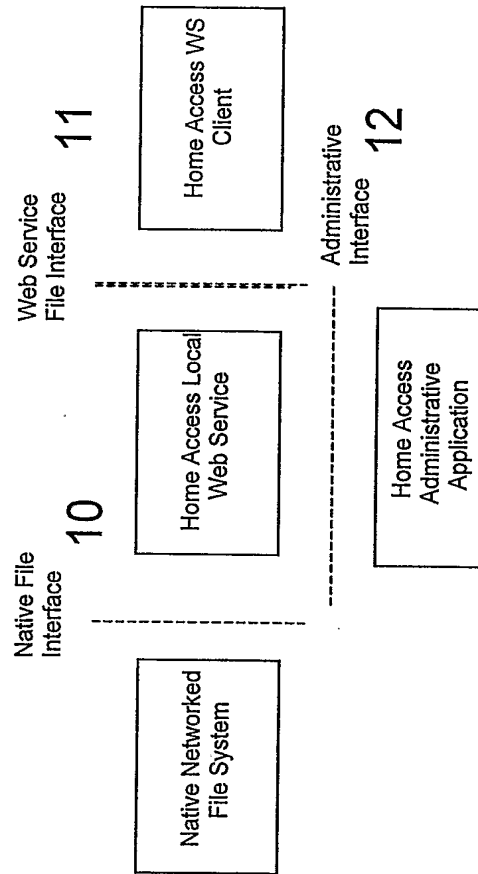 Native File
Interface
10
Web Service
File Interface
11
Native Networked
File System
Home Access Local
Web Service
Home Access WS
Client
Administrative
Interface
12
Home Access
Administrative
Application